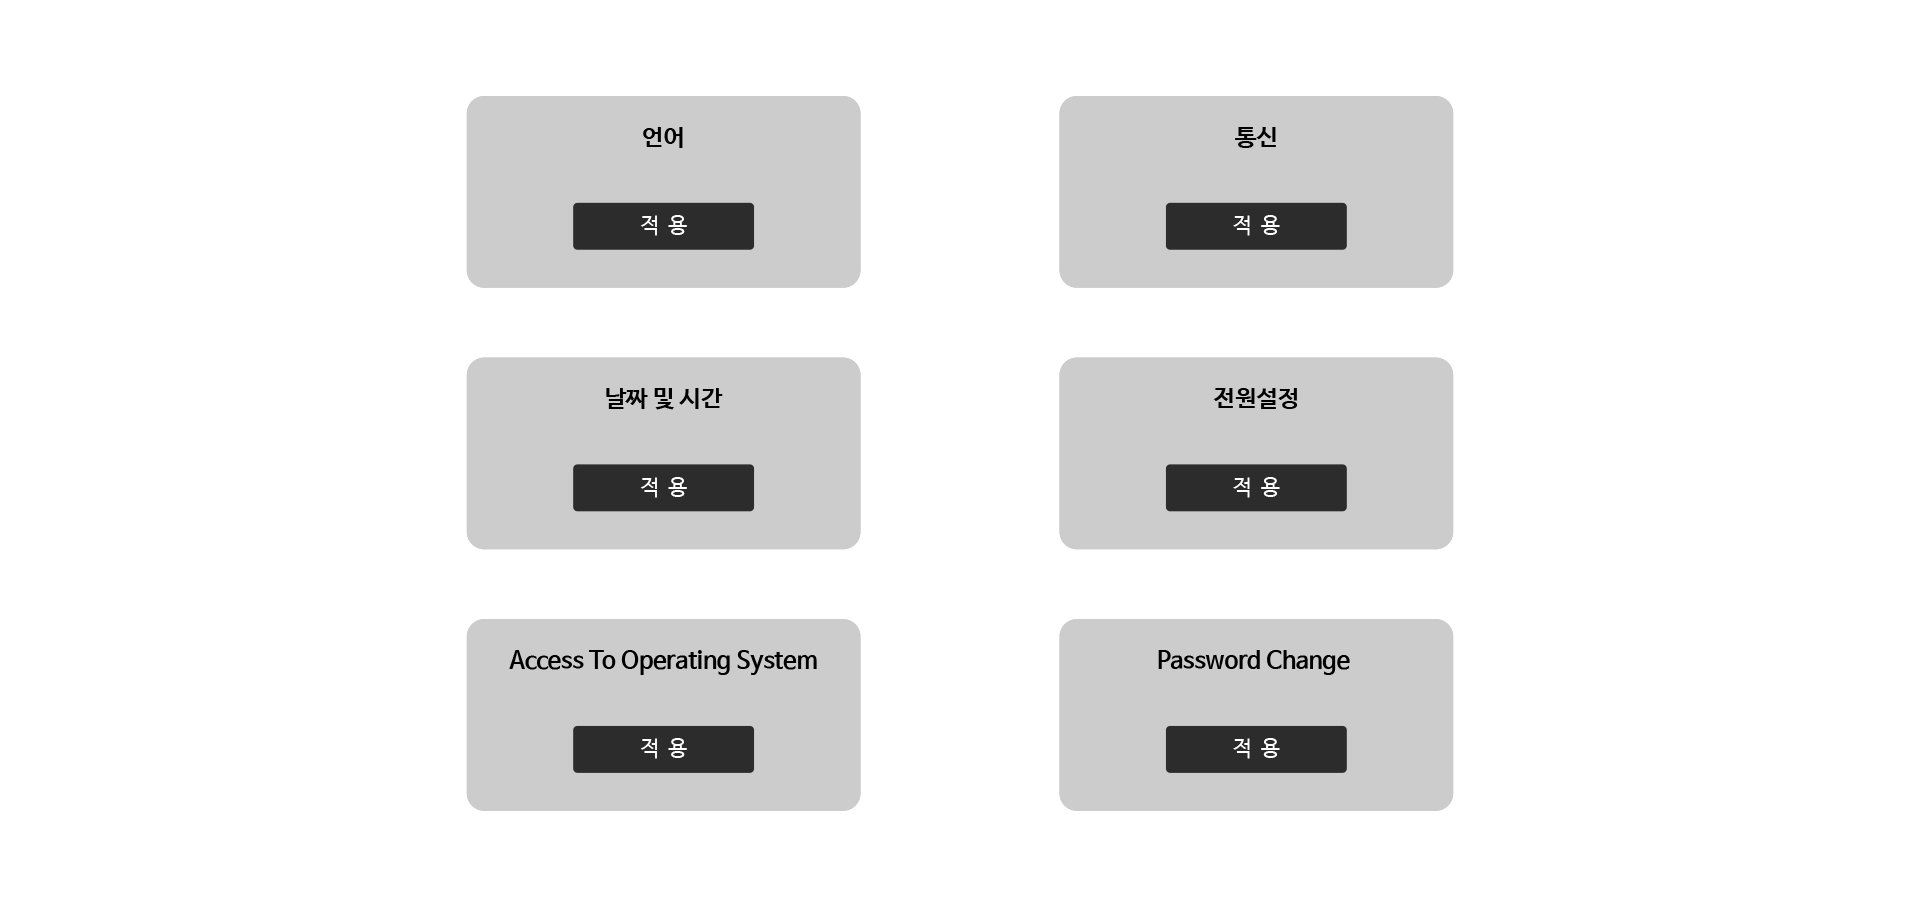 언어
통신
적 용
적 용
날짜 및 시간
전원설정
적 용
적 용
Access To Operating System
Password Change
적 용
적 용